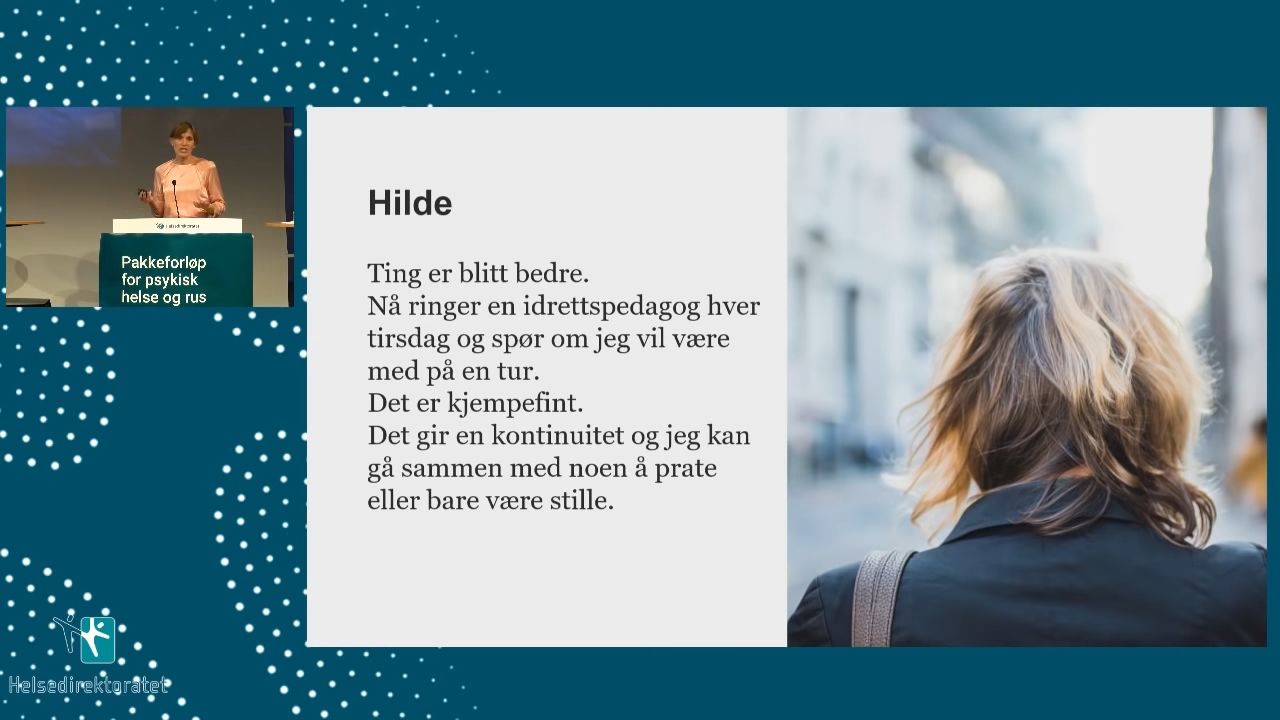 Hilde
Ting er blitt bedre.
Nå ringer en idrettspedagog hver
tirsdag og spør om jeg vil være
med på en tur.
Det er kjempefint.
Det gir en kontinuitet og jeg kan
gå sammen med noen å prate
eller bare være stille.
Helsedirektoratet
Pakkeforløp
for psykisk
helse og rus
Helsedirektoratet